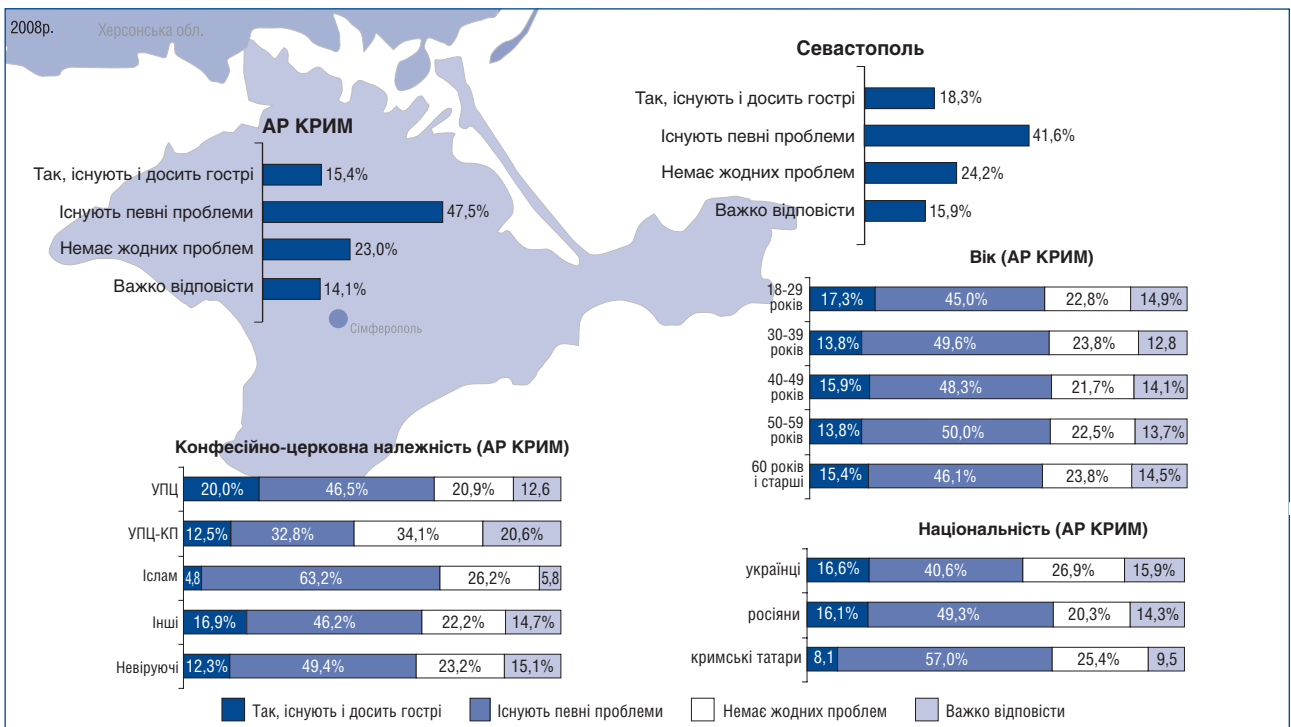 2008р.
Херсонська обл.
Севастополь
Так, існують і досить гострі 18,3%
Існують певні проблеми 41,6%
Немає жодних проблем 24,2%
Важко відповісти 15,9%
АР КРИМ
Так, існують і досить гострі 15,4%
Існують певні проблеми 47,5%
Немає жодних проблем 23,0%
Важко відповісти 14,1%
Сімферополь
Вік (АР КРИМ)
18-29
років 17,3% 45,0% 22,8% 14,9%
30-39
років 13,8% 49,6% 23,8% 12,8
40-49
років 15,9% 48,3% 21,7% 14,1%
50-59
років 13,8% 50,0% 22,5% 13,7%
60 років
і старші 15,4% 46,1% 23,8% 14,5%
Конфесійно-церковна належність (АР КРИМ)
УПЦ 20,0% 46,5% 20,9% 12,6
УПЦ-КП 12,5% 32,8% 34,1% 20,6%
Іслам 4,8 63,2% 26,2% 5,8
Інші 16,9% 46,2% 22,2% 14,7%
Невіруючі 12,3% 49,4% 23,2% 15,1%
Національність (АР КРИМ)
українці 16,6% 40,6% 26,9% 15,9%
росіяни 16,1% 49,3% 20,3% 14,3%
кримські татари 8,1 57,0% 25,4% 9,5
Так, існують і досить гострі Існують певні проблеми Немає жодних проблем Важко відповісти